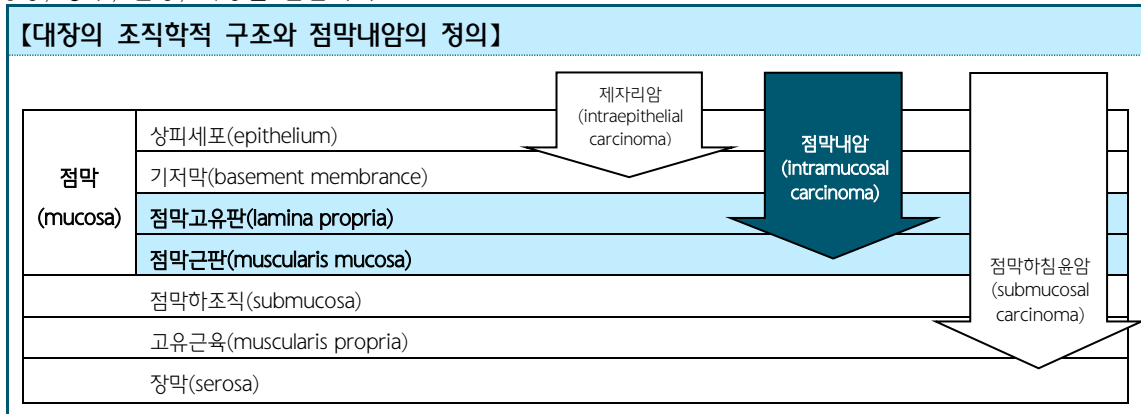 【대장의 조직학적 구조와 점막내암의 정의】
제자리암
(intraepithelial
carcinoma)
점막내암
(intramucosal
carcinoma)
점막하침윤암
(submucosal
carcinoma)
점막
(mucosa)
상피세포(epithelium)
기저막(basement membrance)
점막고유판(lamina propria)
점막근판(muscularis mucosa)
점막하조직(submucosa)
고유근육(muscularis propria)
장막(serosa)